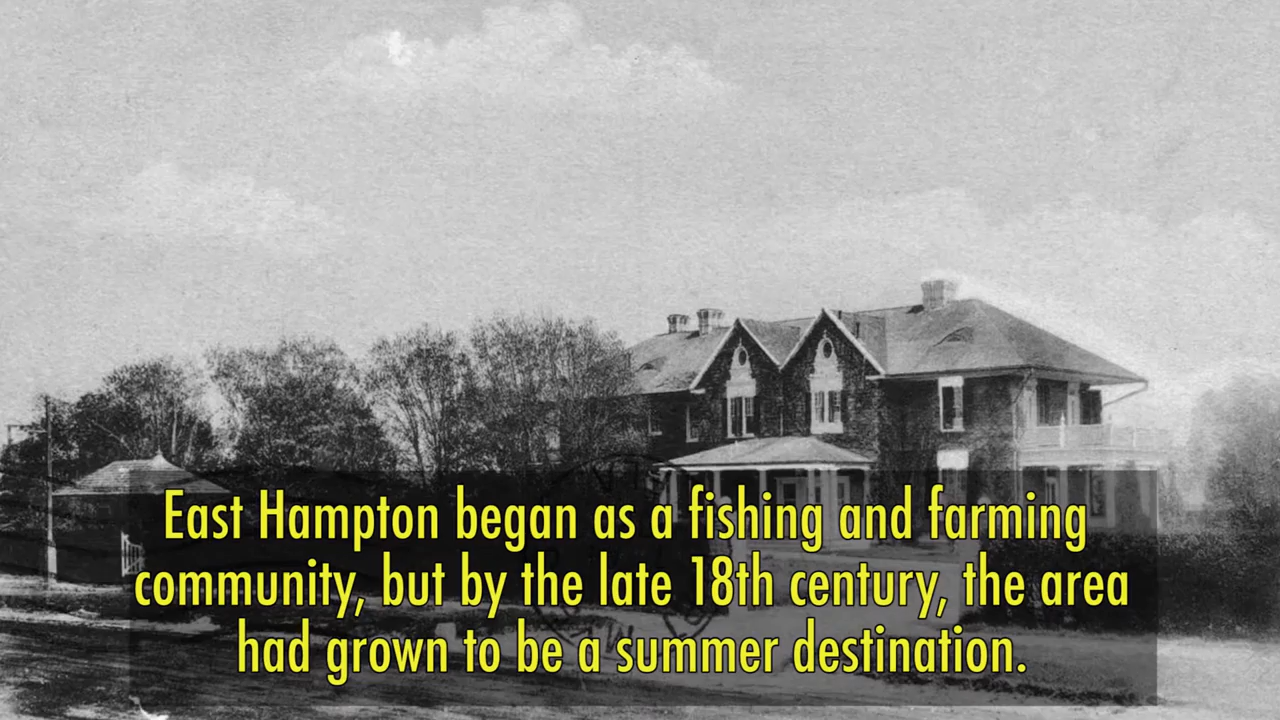 East Hampton began as a fishing and farming
community, but by the late 18th century, the area
had grown to be a summer destination.